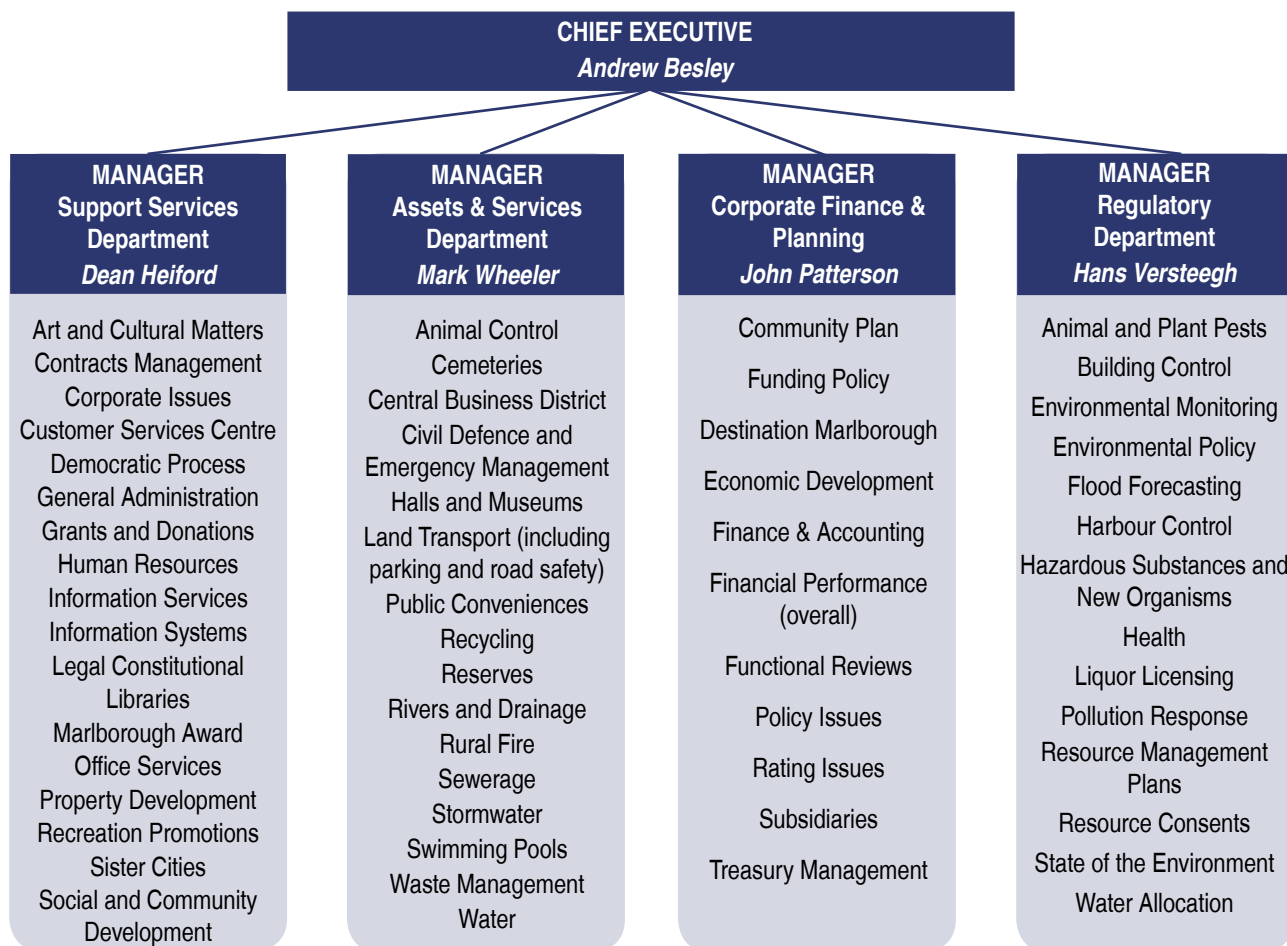 CHIEF EXECUTIVE
Andrew Besley
MANAGER
Support Services
Department
Dean Heiford
Art and Cultural Matters
Contracts Management
Corporate Issues
Customer Services Centre
Democratic Process
General Administration
Grants and Donations
Human Resources
Information Services
Information Systems
Legal Constitutional
Libraries
Marlborough Award
Office Services
Property Development
Recreation Promotions
Sister Cities
Social and Community
Development
MANAGER
Assets & Services
Department
Mark Wheeler
Animal Control
Cemeteries
Central Business District
Civil Defence and
Emergency Management
Halls and Museums
Land Transport (including
parking and road safety)
Public Conveniences
Recycling
Reserves
Rivers and Drainage
Rural Fire
Sewerage
Stormwater
Swimming Pools
Waste Management
Water
MANAGER
Corporate Finance &
Planning
John Patterson
Community Plan
Funding Policy
Destination Marlborough
Economic Development
Finance & Accounting
Financial Performance
(overall)
Functional Reviews
Policy Issues
Rating Issues
Subsidiaries
Treasury Management
MANAGER
Regulatory
Department
Hans Versteegh
Animal and Plant Pests
Building Control
Environmental Monitoring
Environmental Policy
Flood Forecasting
Harbour Control
Hazardous Substances and
New Organisms
Health
Liquor Licensing
Pollution Response
Resource Management
Plans
Resource Consents
State of the Environment
Water Allocation